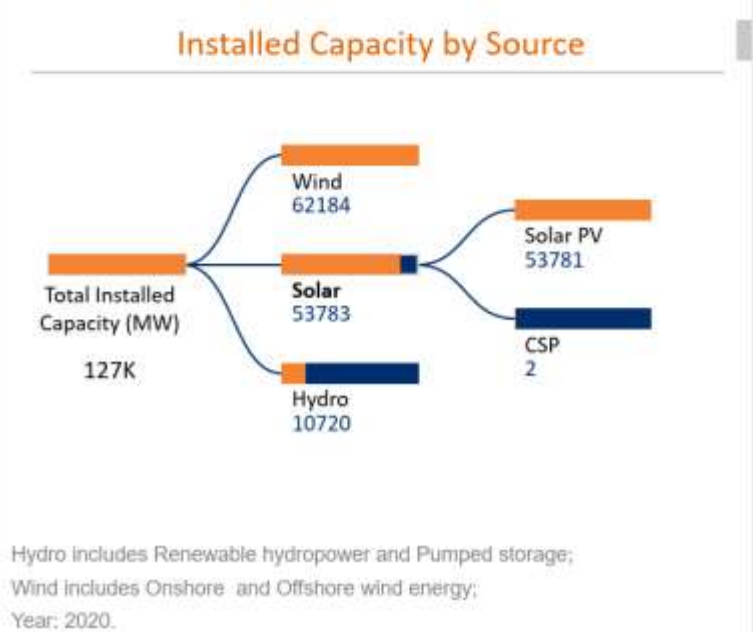 Installed Capacity by Source
Wind
62184
Solar PV
53781
Total Installed
Capacity (MW)
127K
Solar
53783
CSP
2
Hydro
10720
Hydro includes Renewable hydropower and Pumped storage;
Wind includes Onshore and Offshore wind energy;
Year: 2020.